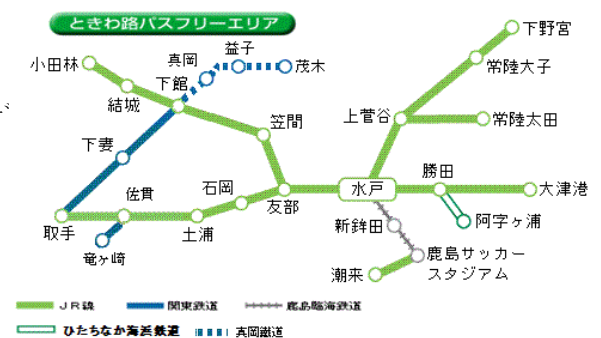 ときわ路パスフリーエリア
下野宮
益子
小田林
真岡
茂木
常陸大子
下館
結城
上菅谷
常陸太田
笠間
下妻
勝田
石岡
水戸
大津港
佐貫
友部
取手
土浦
新鉾田
阿字ヶ浦
竜ヶ崎
鹿島サッカー
スタジアム
潮来
JR線
関東鉄道
鹿島臨海鉄道
ひたちなか海浜鉄道
真岡鐵道